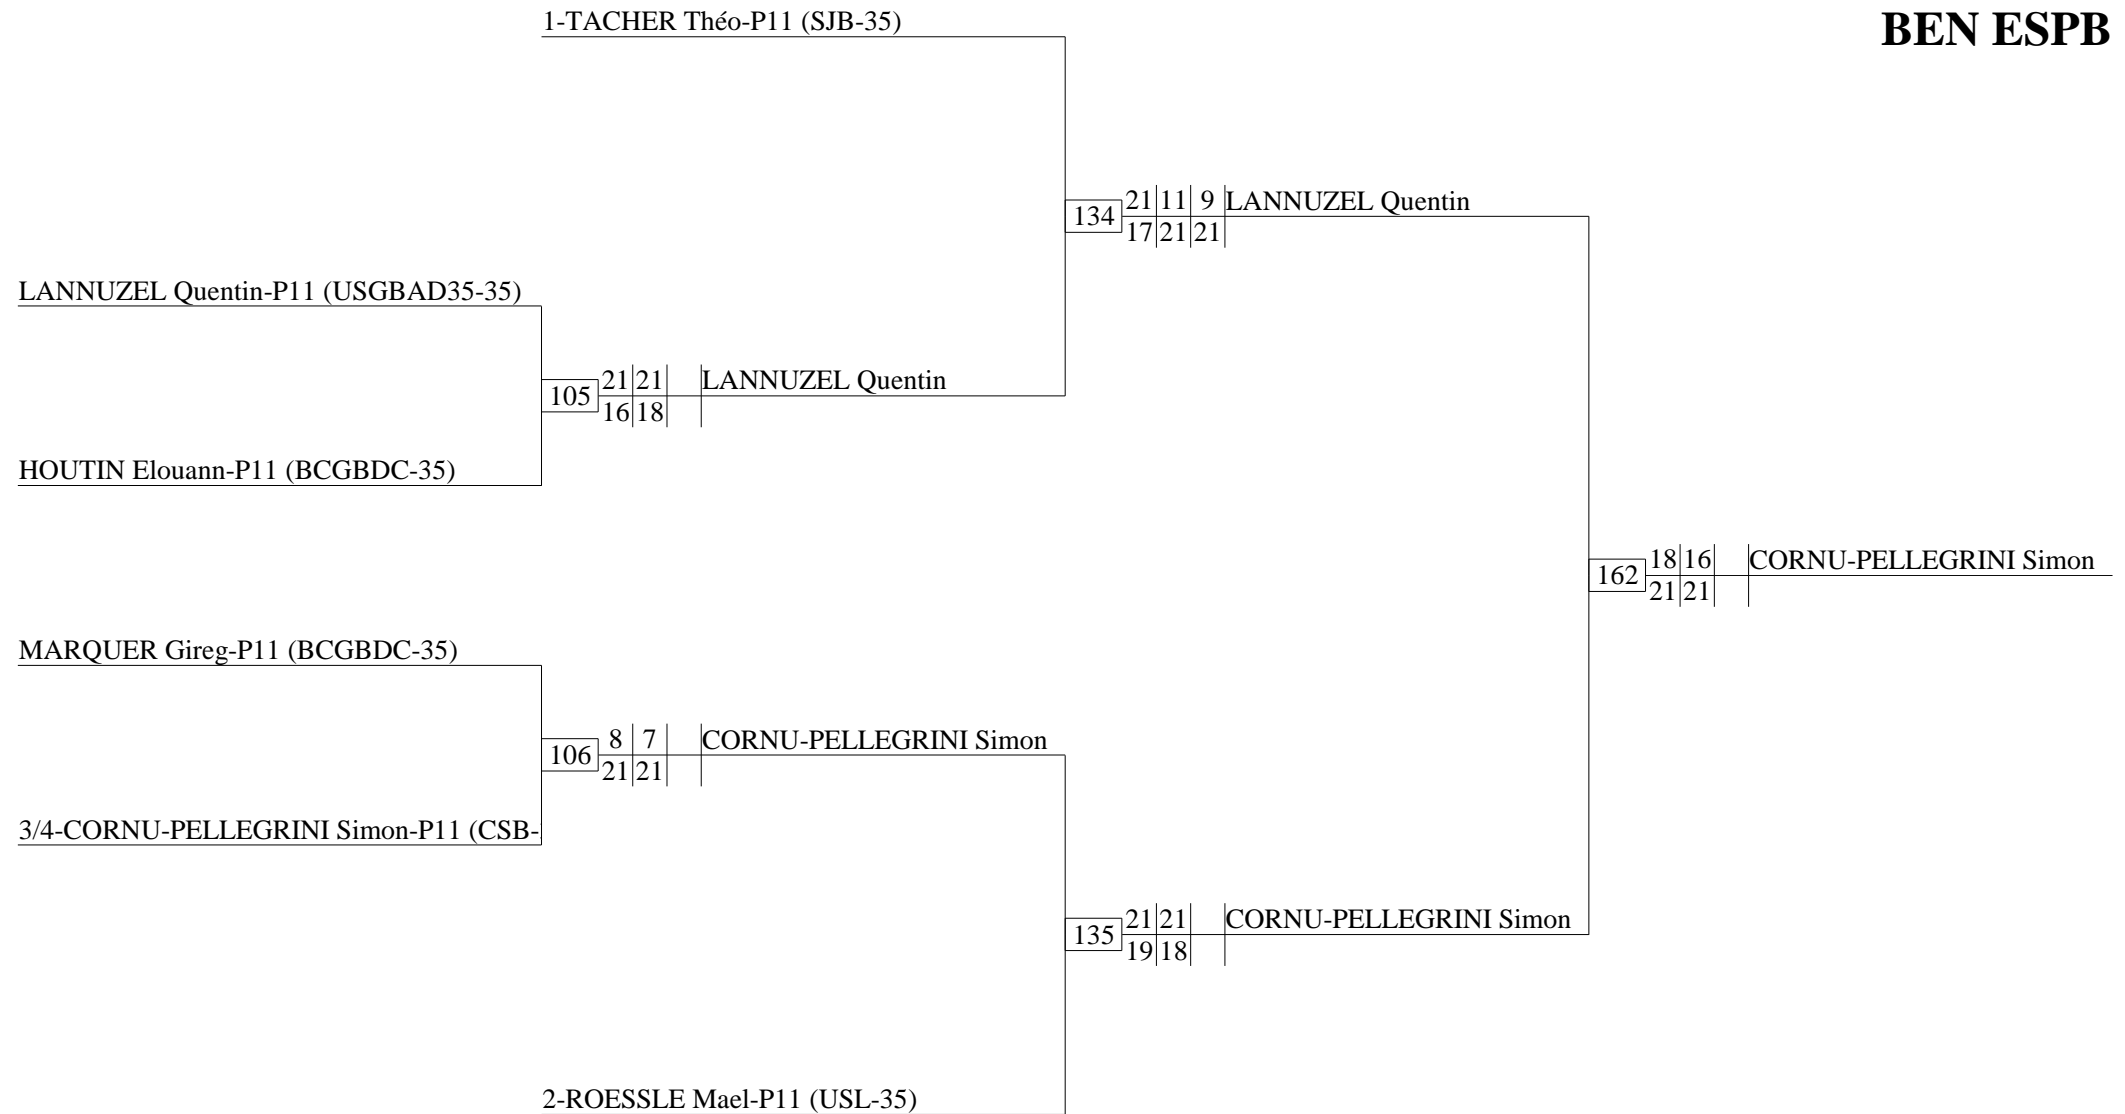 1-TACHER Théo-P11 (SJB-35)
BEN ESPB
134 21 11 9 LANNUZEL Quentin
17 21 21
LANNUZEL Quentin-P11 (USGBAD35-35)
105 21 21 LANNUZEL Quentin
16 18
HOUTIN Elouann-P11 (BCGBDC-35)
162 18 16 CORNU-PELLEGRINI Simon
21 21
MARQUER Gireg-P11 (BCGBDC-35)
106 8 7 CORNU-PELLEGRINI Simon
21 21
3/4-CORNU-PELLEGRINI Simon-P11 (CSB-
135 21 21 CORNU-PELLEGRINI Simon
19 18
2-ROESSLE Mael-P11 (USL-35)